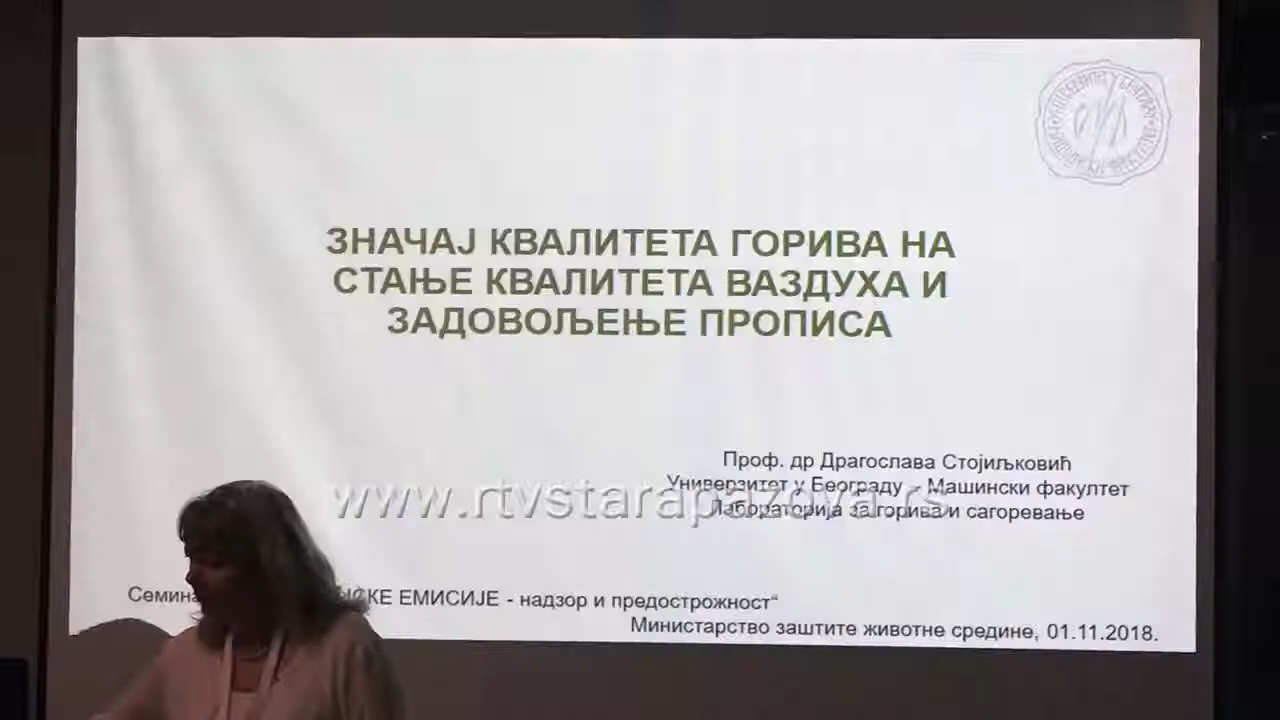 ЗНАЧАЈ КВАЛИТЕТА ГОРИВА НА
СТАЊЕ КВАЛИТЕТА ВАЗДУХА И
ЗАДОВОЉЕЊЕ ПРОПИСА
Проф. др Драгослава Стојиљковић
Универзитет у Београду - Машински факултет
Лабораторија за горива и сагоревање
www.rtvstarapazova.rs
ЕМИСИЈЕ - надзор и предострожност“
Министарство заштите животне средине, 01.11.2018.